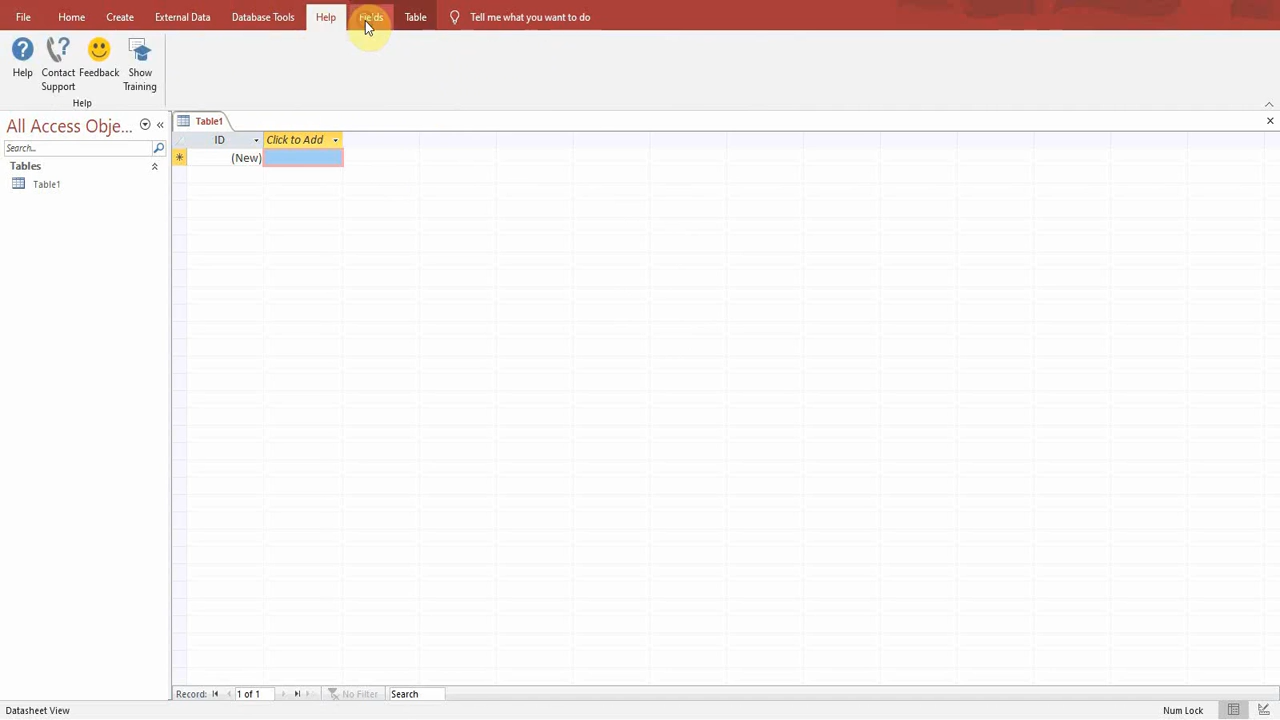 File Home Create External Data Database Tools Help Fields Table Tell me what you want to do
Help Contact Support Feedback Show Training
Help
All Access Obje...
Search...
Tables
Table1
Table1
ID Click to Add
(New)
Record: 1 of 1 No Filter Search
Datasheet View Num Lock